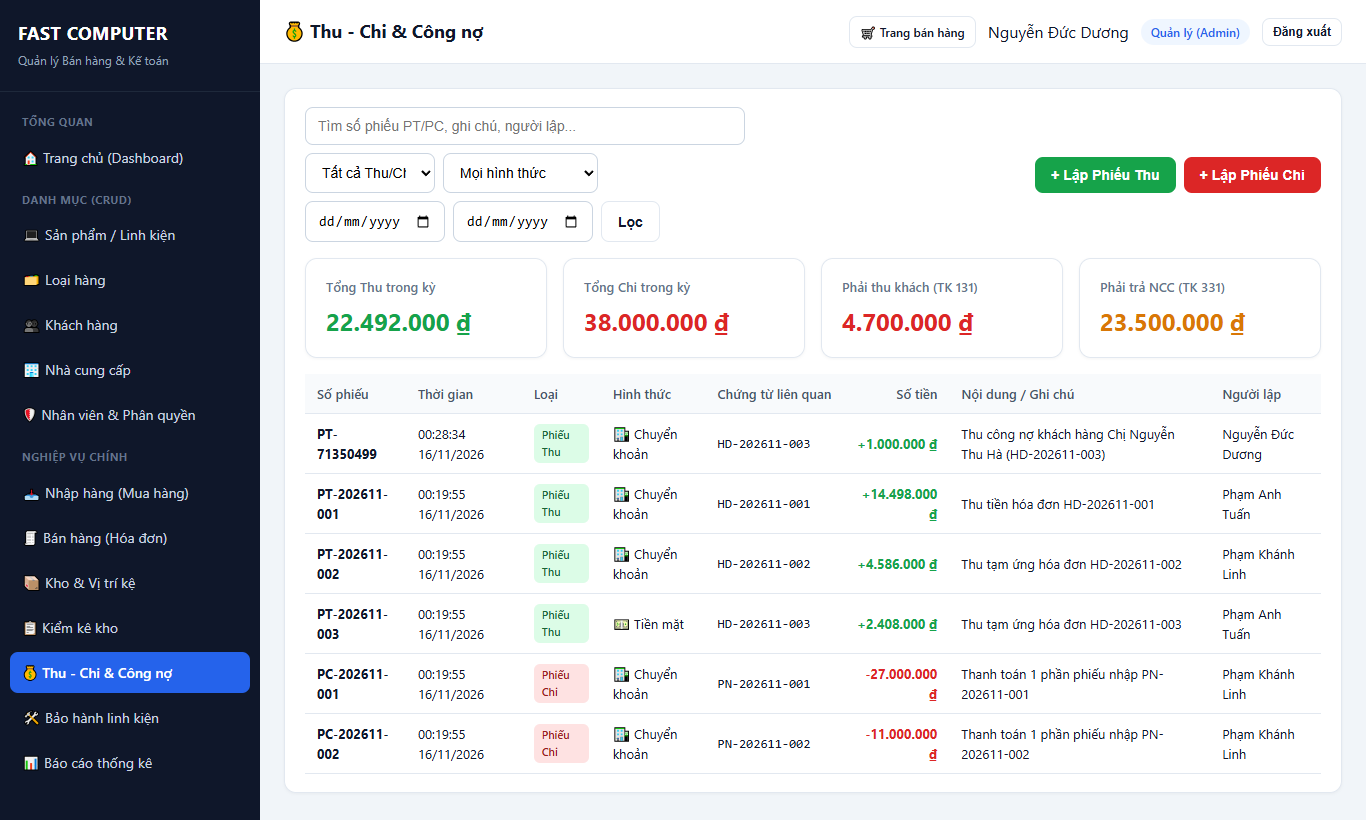 FAST COMPUTER
Quản lý Bán hàng & Kế toán
TỔNG QUAN
Trang chủ (Dashboard)
DANH MỤC (CRUD)
Sản phẩm / Linh kiện
Loại hàng
Khách hàng
Nhà cung cấp
Nhân viên & Phân quyền
NGHIỆP VỤ CHÍNH
Nhập hàng (Mua hàng)
Bán hàng (Hóa đơn)
Kho & Vị trí kệ
Kiểm kê kho
Thu - Chi & Công nợ
Bảo hành linh kiện
Báo cáo thống kê
Thu - Chi & Công nợ
Trang bán hàng
Nguyễn Đức Dương
Quản lý (Admin)
Đăng xuất
Tìm số phiếu PT/PC, ghi chú, người lập...
Tất cả Thu/Ch
Mọi hình thức
+ Lập Phiếu Thu
+ Lập Phiếu Chi
dd/mm/yyyy
dd/mm/yyyy
Lọc
Tổng Thu trong kỳ
22.492.000 ₫
Tổng Chi trong kỳ
38.000.000 ₫
Phải thu khách (TK 131)
4.700.000 ₫
Phải trả NCC (TK 331)
23.500.000 ₫
Số phiếu Thời gian Loại Hình thức Chứng từ liên quan Số tiền Nội dung / Ghi chú Người lập
PT- 00:28:34 Phiếu Chuyển HD-202611-003 +1.000.000 ₫ Thu công nợ khách hàng Chị Nguyễn Nguyễn Đức
71350499 16/11/2026 Thu khoản Thu Hà (HD-202611-003) Dương
PT-202611- 00:19:55 Phiếu Chuyển HD-202611-001 +14.498.000 Thu tiền hóa đơn HD-202611-001 Phạm Anh
001 16/11/2026 Thu khoản ₫ Tuấn
PT-202611- 00:19:55 Phiếu Chuyển HD-202611-002 +4.586.000 ₫ Thu tạm ứng hóa đơn HD-202611-002 Phạm Khánh
002 16/11/2026 Thu khoản Linh
PT-202611- 00:19:55 Phiếu Tiền mặt HD-202611-003 +2.408.000 ₫ Thu tạm ứng hóa đơn HD-202611-003 Phạm Anh
003 16/11/2026 Thu Tuấn
PC-202611- 00:19:55 Phiếu Chuyển PN-202611-001 -27.000.000 Thanh toán 1 phần phiếu nhập PN- Phạm Khánh
001 16/11/2026 Chi khoản ₫ 202611-001 Linh
PC-202611- 00:19:55 Phiếu Chuyển PN-202611-002 -11.000.000 Thanh toán 1 phần phiếu nhập PN- Phạm Khánh
002 16/11/2026 Chi khoản ₫ 202611-002 Linh